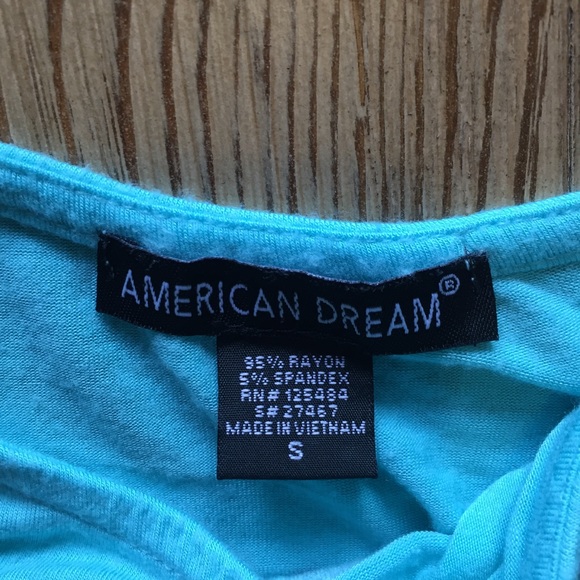 AMERICAN DREAM®
95% RAYON
5% SPANDEX
RN# 125484
S# 27467
MADE IN VIETNAM
S